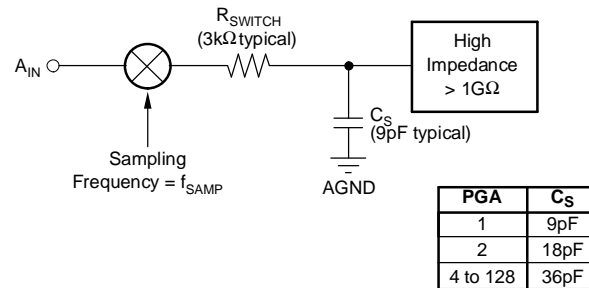 R_SWITCH
(3kΩ typical)
A_IN
High
Impedance
> 1GΩ
C_S
(9pF typical)
Sampling
Frequency = f_SAMP
AGND
PGA C_S
1 9pF
2 18pF
4 to 128 36pF